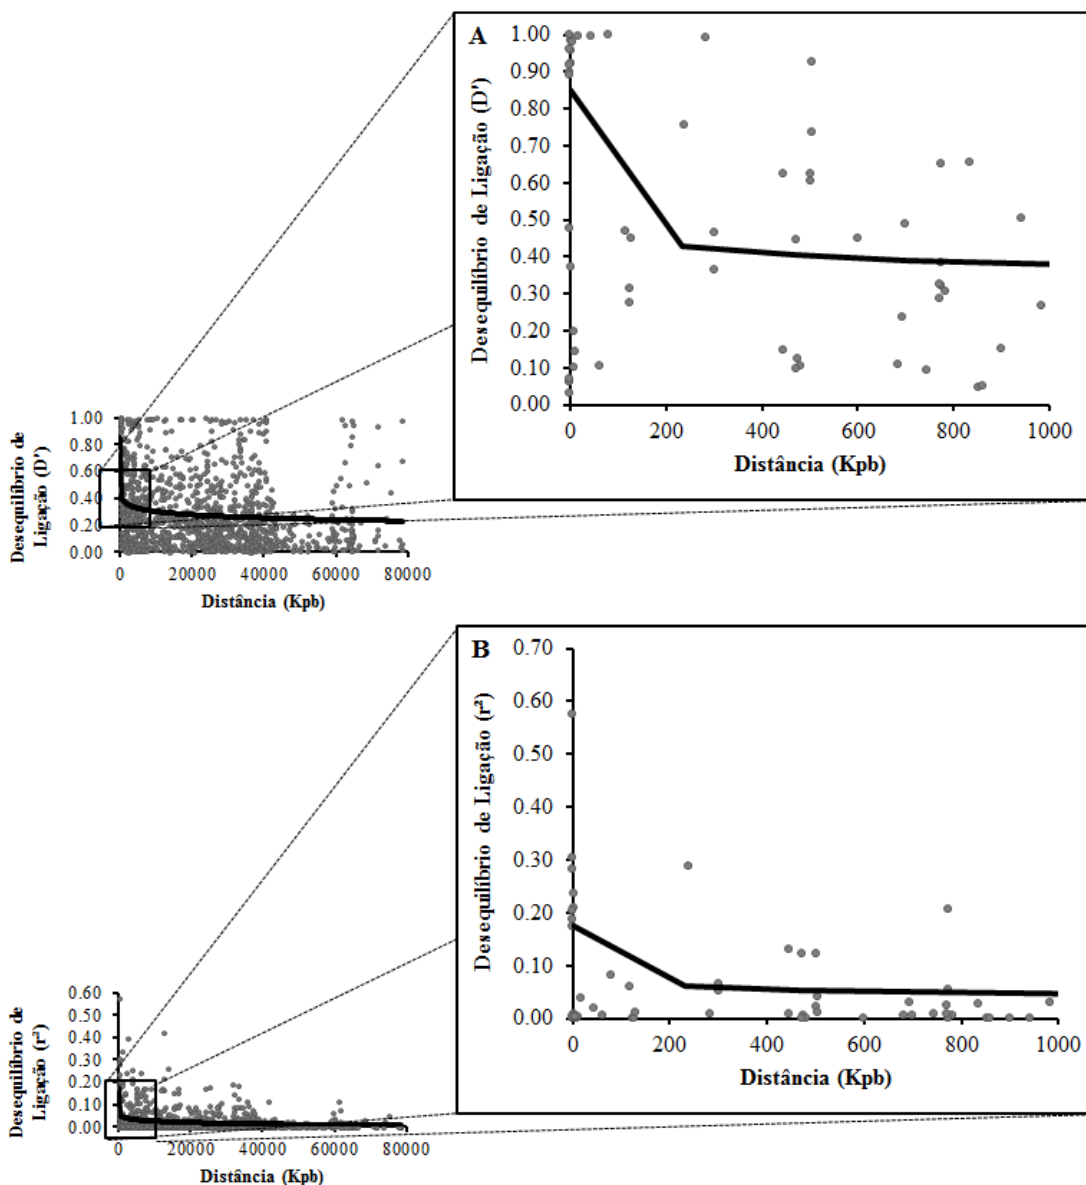 A
Desequilíbrio de Ligação (D')
1.00
0.90
0.80
0.70
0.60
0.50
0.40
0.30
0.20
0.10
0.00
0 200 400 600 800 1000
Distância (Kpb)
Desequilíbrio de
Ligação (D')
1.00
0.80
0.60
0.40
0.20
0.00
0 20000 40000 60000 80000
Distância (Kpb)
B
Desequilíbrio de Ligação (r²)
0.70
0.60
0.50
0.40
0.30
0.20
0.10
0.00
0 200 400 600 800 1000
Distância (Kpb)
Desequilíbrio de
Ligação (r²)
0.60
0.50
0.40
0.30
0.20
0.10
0.00
0 20000 40000 60000 80000
Distância (Kpb)